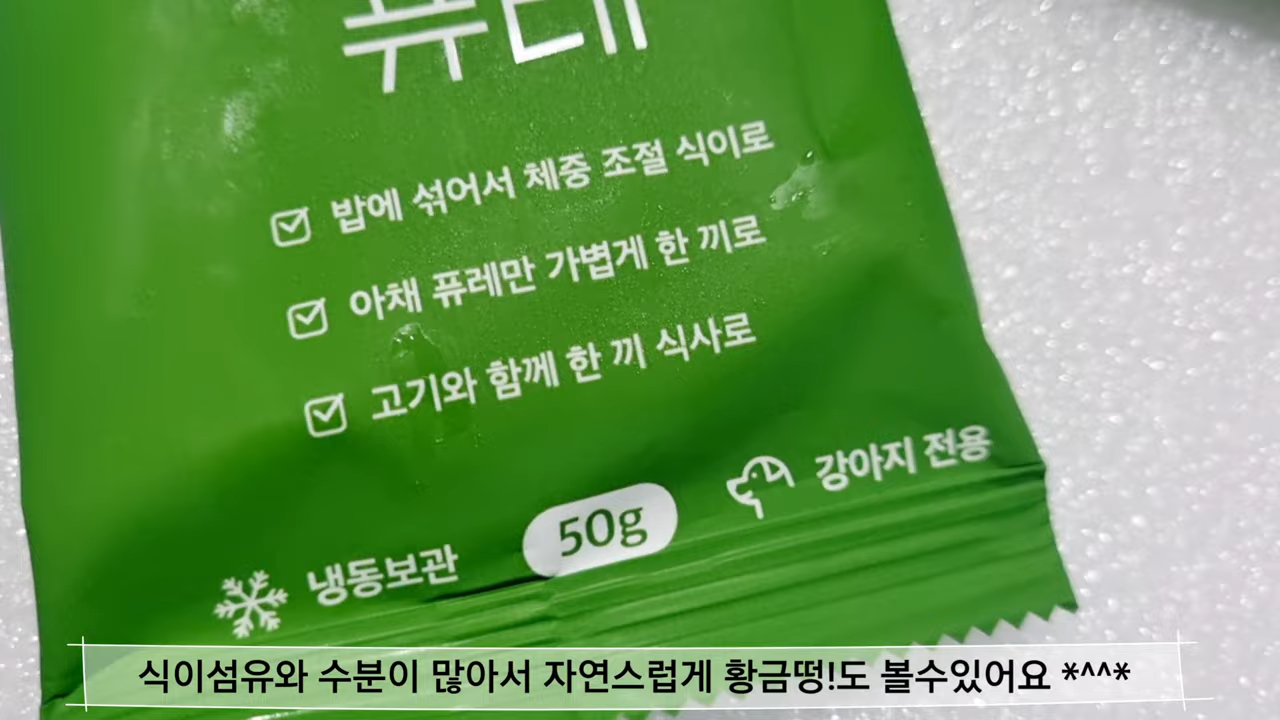 퓨레
밥에 섞어서 체중 조절 식이로
야채 퓨레만 가볍게 한 끼로
고기와 함께 한 끼 식사로
강아지 전용
50g
냉동보관
식이섬유와 수분이 많아서 자연스럽게 황금떵!도 볼수있어요 *^^*